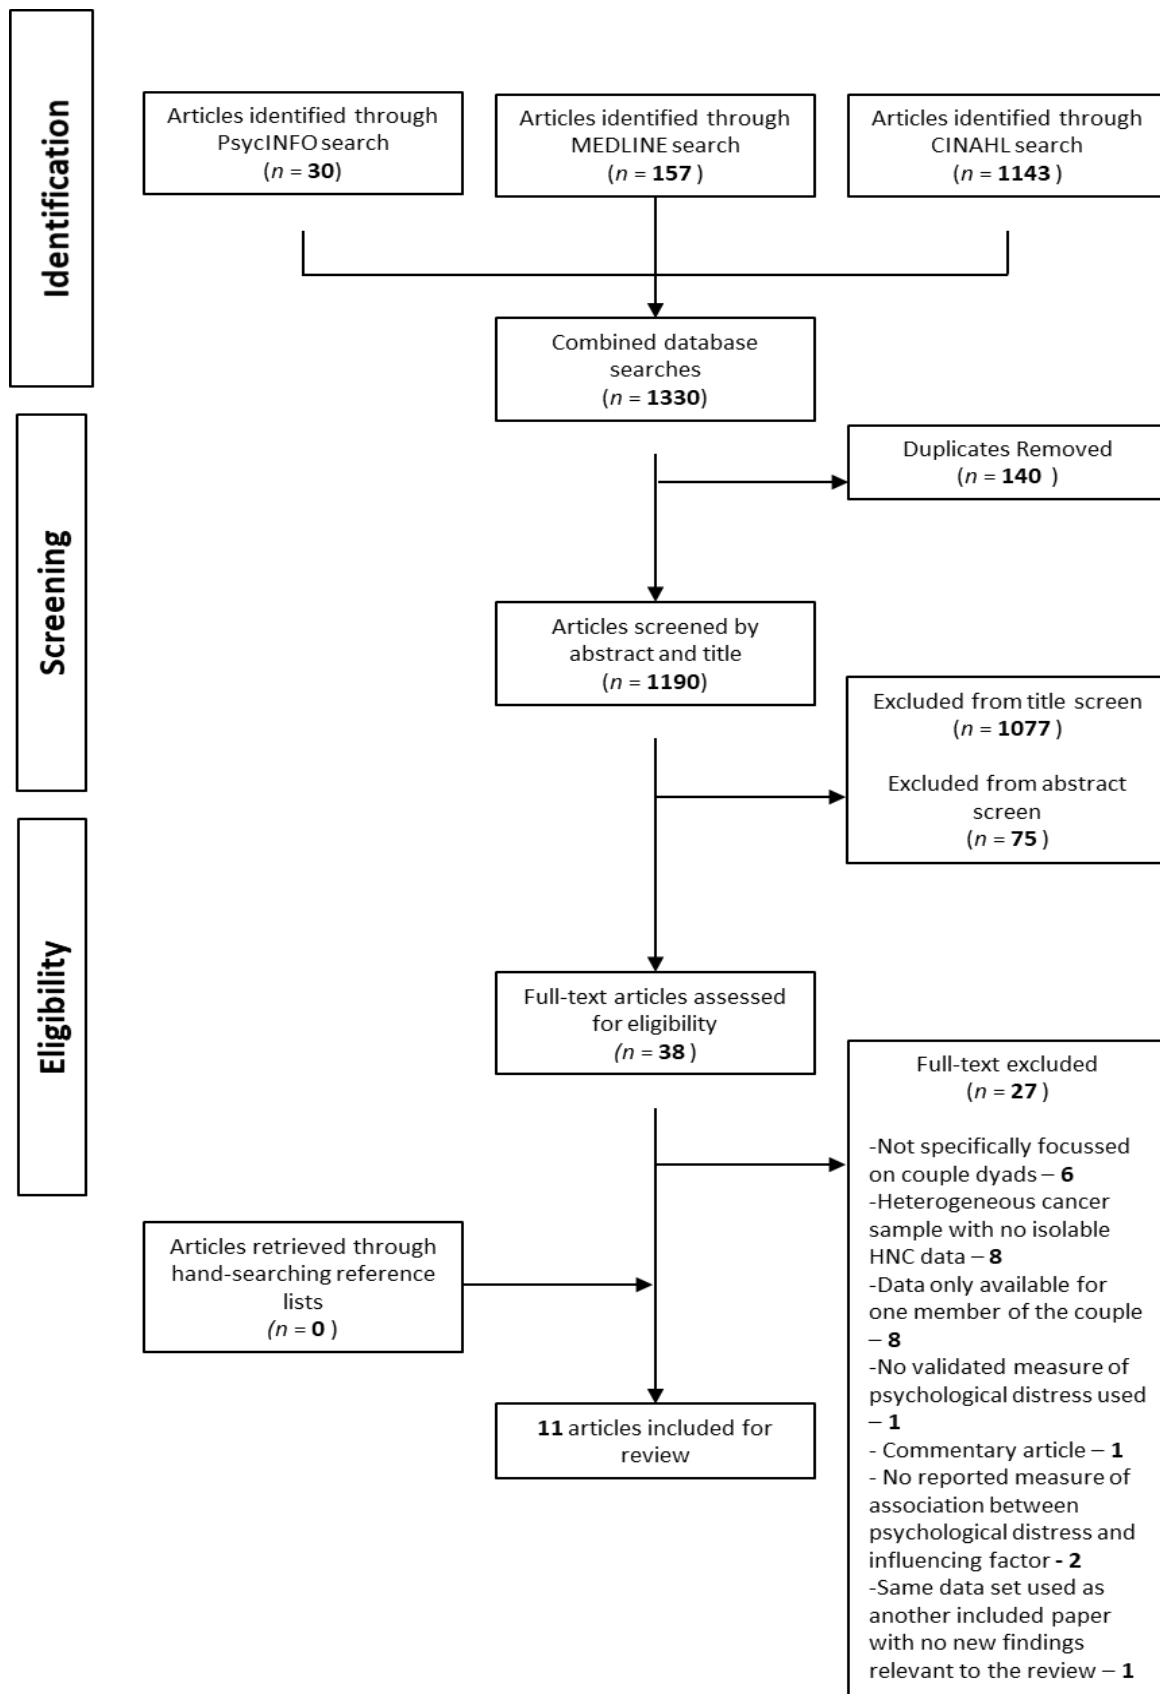 Identification
Articles identified through
PsycINFO search
(n = 30)
Articles identified through
MEDLINE search
(n = 157 )
Articles identified through
CINAHL search
(n = 1143 )
Combined database
searches
(n = 1330)
Screening
Duplicates Removed
(n = 140 )
Articles screened by
abstract and title
(n = 1190)
Excluded from title screen
(n = 1077 )
Excluded from abstract
screen
(n = 75 )
Eligibility
Full-text articles assessed
for eligibility
(n = 38 )
Full-text excluded
(n = 27 )
-Not specifically focussed
on couple dyads – 6
-Heterogeneous cancer
sample with no isolable
HNC data – 8
-Data only available for
one member of the couple
– 8
-No validated measure of
psychological distress used
– 1
- Commentary article – 1
- No reported measure of
association between
psychological distress and
influencing factor - 2
-Same data set used as
another included paper
with no new findings
relevant to the review – 1
Articles retrieved through
hand-searching reference
lists
(n = 0 )
11 articles included for
review